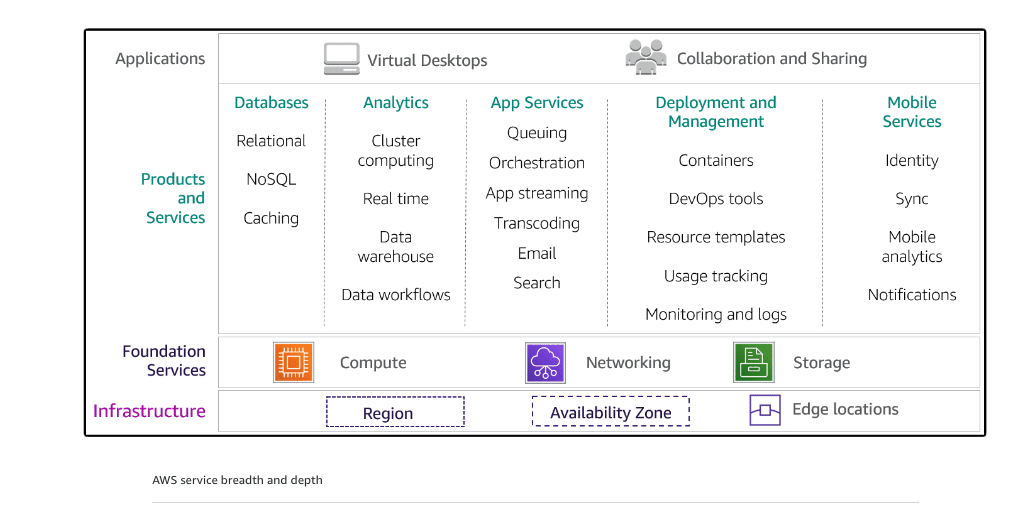 Applications
Virtual Desktops
Collaboration and Sharing
Products
and
Services
Databases
Relational
NoSQL
Caching
Analytics
Cluster
computing
Real time
Data
warehouse
Data workflows
App Services
Queuing
Orchestration
App streaming
Transcoding
Email
Search
Deployment and
Management
Containers
DevOps tools
Resource templates
Usage tracking
Monitoring and logs
Mobile
Services
Identity
Sync
Mobile
analytics
Notifications
Foundation
Services
Compute
Networking
Storage
Infrastructure
Region
Availability Zone
Edge locations
AWS service breadth and depth